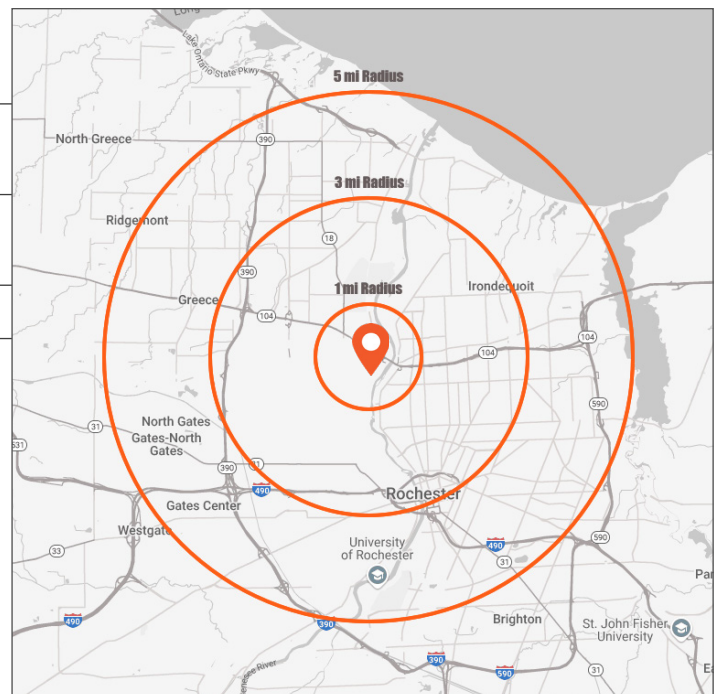 Long
Lake Ontario State Pkwy
5 mi Radius
North Greece
390
3 mi Radius
Ridgemont
18
390
1 mi Radius
Irondequoit
Greece
104
104
104
590
31
North Gates
Gates-North
Gates
531
390
31
490
Gates Center
Rochester
Westgate
University
of Rochester
490
590
33
31
Brighton
St. John Fisher
University
490
390
390
590
31